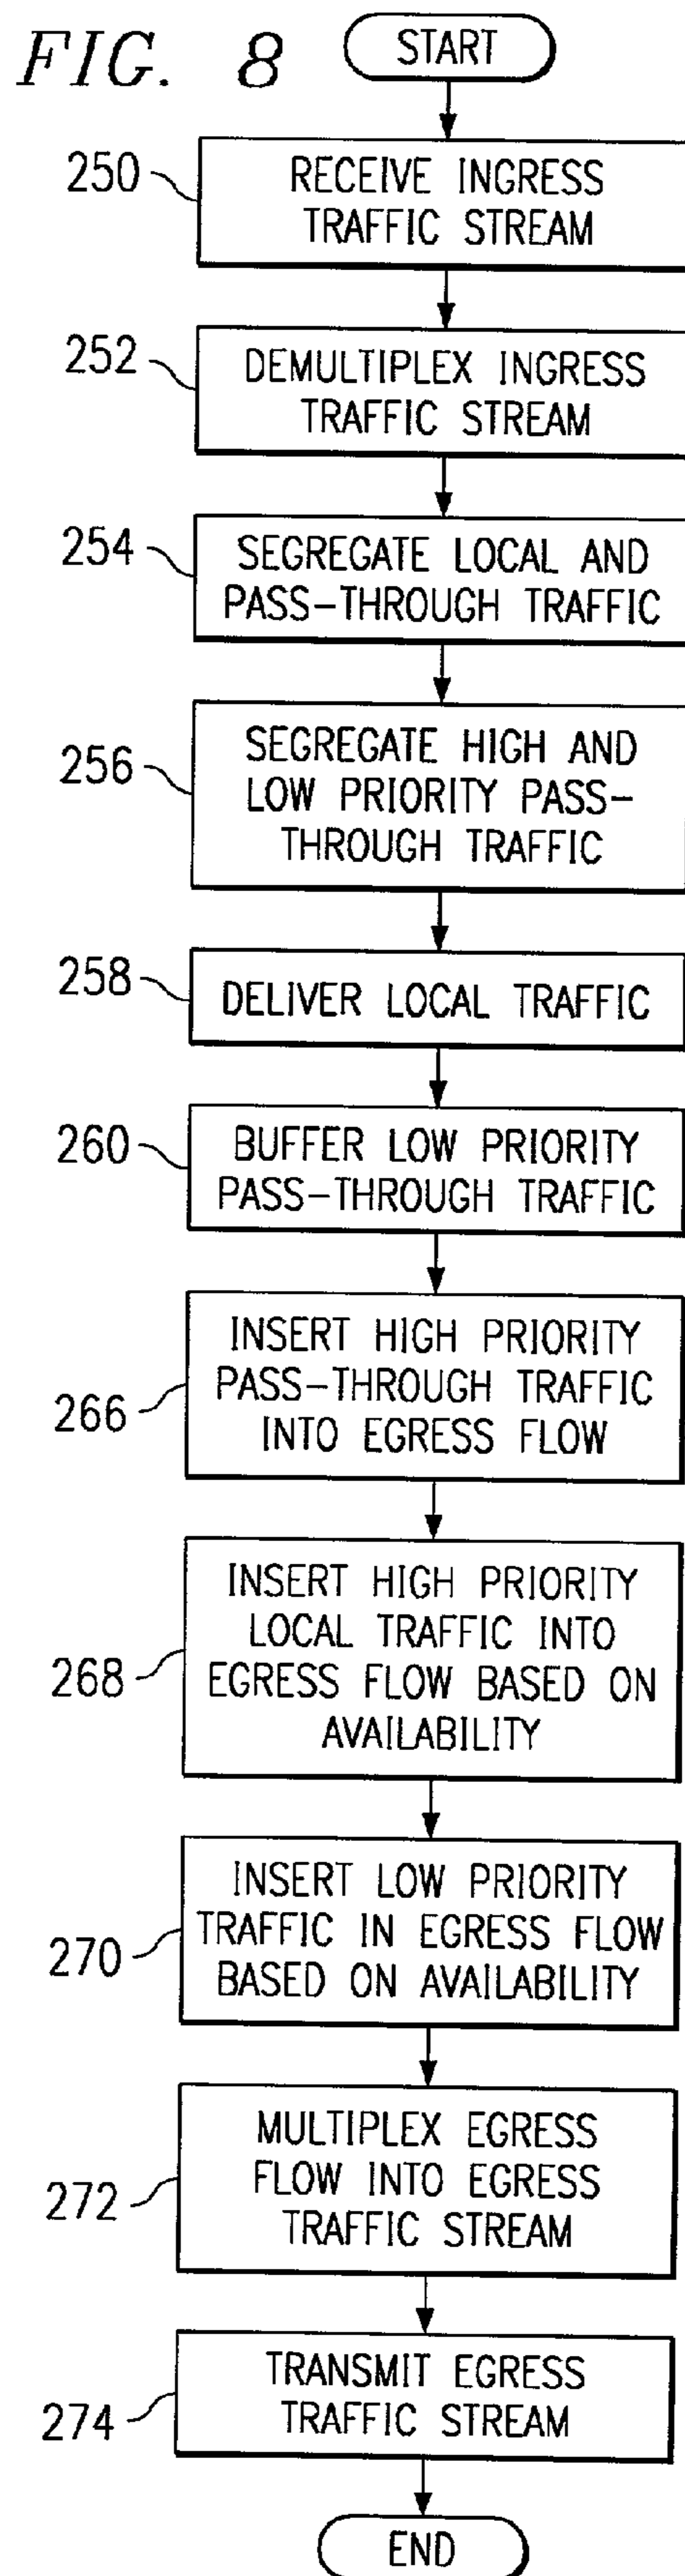 FIG. 8
START
250
RECEIVE INGRESS
TRAFFIC STREAM
252
DEMULTIPLEX INGRESS
TRAFFIC STREAM
254
SEGREGATE LOCAL AND
PASS-THROUGH TRAFFIC
256
SEGREGATE HIGH AND
LOW PRIORITY PASS-
THROUGH TRAFFIC
258
DELIVER LOCAL TRAFFIC
260
BUFFER LOW PRIORITY
PASS-THROUGH TRAFFIC
266
INSERT HIGH PRIORITY
PASS-THROUGH TRAFFIC
INTO EGRESS FLOW
268
INSERT HIGH PRIORITY
LOCAL TRAFFIC INTO
EGRESS FLOW BASED ON
AVAILABILITY
270
INSERT LOW PRIORITY
TRAFFIC IN EGRESS FLOW
BASED ON AVAILABILITY
272
MULTIPLEX EGRESS
FLOW INTO EGRESS
TRAFFIC STREAM
274
TRANSMIT EGRESS
TRAFFIC STREAM
END